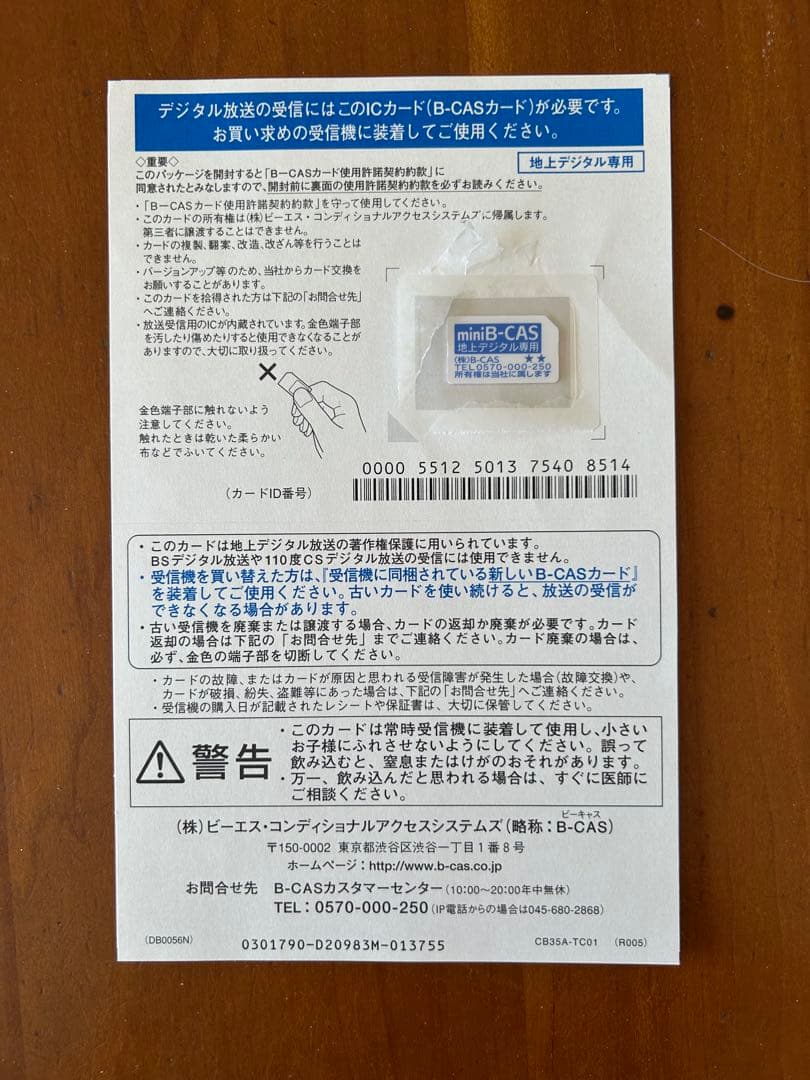 デジタル放送の受信にはこのICカード(B-CASカード)が必要です。
お買い求めの受信機に装着してご使用ください。
◇重要◇
地上デジタル専用
このパッケージを開封すると「B-CASカード使用許諾契約約款」に
同意されたとみなしますので、開封前に裏面の使用許諾契約約款を必ずお読みください。
・「B-CASカード使用許諾契約約款」を守って使用してください。
・このカードの所有権は(株)ビーエス・コンディショナルアクセスシステムズに帰属します。
第三者に譲渡することはできません。
・カードの複製、翻案、改造、改ざん等を行うことは
できません。
・バージョンアップ等のため、当社からカード交換を
お願いすることがあります。
・このカードを拾得された方は下記の「お問合せ先」
へご連絡ください。
・放送受信用のICが内蔵されています。金色端子部
を汚したり傷めたりすると使用できなくなることが
ありますので、大切に取り扱ってください。
miniB-CAS
地上デジタル専用
(株)B-CAS ★★
TEL0570-000-250
所有権は当社に属します
金色端子部に触れないよう
注意してください。
触れたときは乾いた柔らかい
布などでふいてください。
0000 5512 5013 7540 8514
(カードID番号)
・このカードは地上デジタル放送の著作権保護に用いられています。
BSデジタル放送や110度CSデジタル放送の受信には使用できません。
・受信機を買い替えた方は、『受信機に同梱されている新しいB-CASカード』
を装着してご使用ください。古いカードを使い続けると、放送の受信が
できなくなる場合があります。
・古い受信機を廃棄または譲渡する場合、カードの返却か廃棄が必要です。カード
返却の場合は下記の「お問合せ先」までご連絡ください。カード廃棄の場合は、
必ず、金色の端子部を切断してください。
・カードの故障、またはカードが原因と思われる受信障害が発生した場合(故障交換)や、
カードが破損、紛失、盗難等にあった場合は、下記の「お問合せ先」へご連絡ください。
・受信機の購入日が記載されたレシートや保証書は、大切に保管してください。
警告
・このカードは常時受信機に装着して使用し、小さい
お子様にふれさせないようにしてください。誤って
飲み込むと、窒息またはけがのおそれがあります。
・万一、飲み込んだと思われる場合は、すぐに医師に
ご相談ください。
ビーキャス
(株)ビーエス・コンディショナルアクセスシステムズ(略称:B-CAS)
〒150-0002 東京都渋谷区渋谷一丁目1番8号
ホームページ:http://www.b-cas.co.jp
お問合せ先 B-CASカスタマーセンター(10:00~20:00年中無休)
TEL:0570-000-250(IP電話からの場合は045-680-2868)
(DB0056N) 0301790-D20983M-013755 CB35A-TC01 (R005)